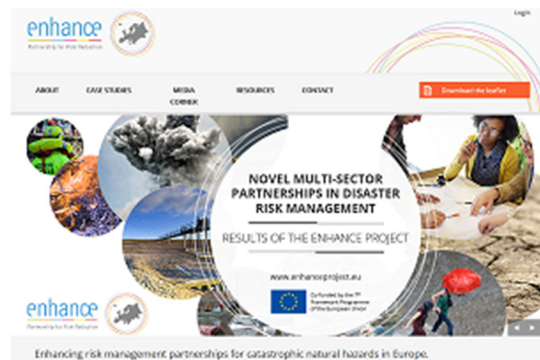 Login
enhance
Partnership for Risk Reduction
ABOUT
CASE STUDIES
MEDIA
CORNER
RESOURCES
CONTACT
Download the leaflet
NOVEL MULTI-SECTOR
PARTNERSHIPS IN DISASTER
RISK MANAGEMENT
RESULTS OF THE ENHANCE PROJECT
www.enhanceproject.eu
Co-funded by the 7th
Framework Programme
of the European Union
enhance
Partnership for Risk Reduction
Enhancing risk management partnerships for catastrophic natural hazards in Europe.